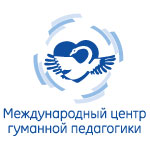 Международный центр
гуманной педагогики